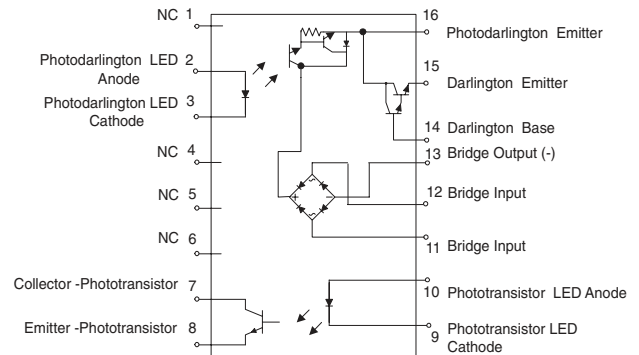 NC 1
16
Photodarlington Emitter
Photodarlington LED 2
Anode
15
Darlington Emitter
Photodarlington LED 3
Cathode
14 Darlington Base
13 Bridge Output (-)
NC 4
12 Bridge Input
NC 5
NC 6
11 Bridge Input
+
~
~
−
Collector -Phototransistor 7
10 Phototransistor LED Anode
Emitter -Phototransistor 8
9 Phototransistor LED
Cathode